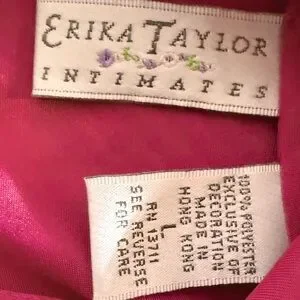 ERIKA TAYLOR
INTIMATES
100% POLYESTER
EXCLUSIVE OF
DECORATION
MADE IN
HONG KONG
L
RN 13711
SEE REVERSE
FOR CARE